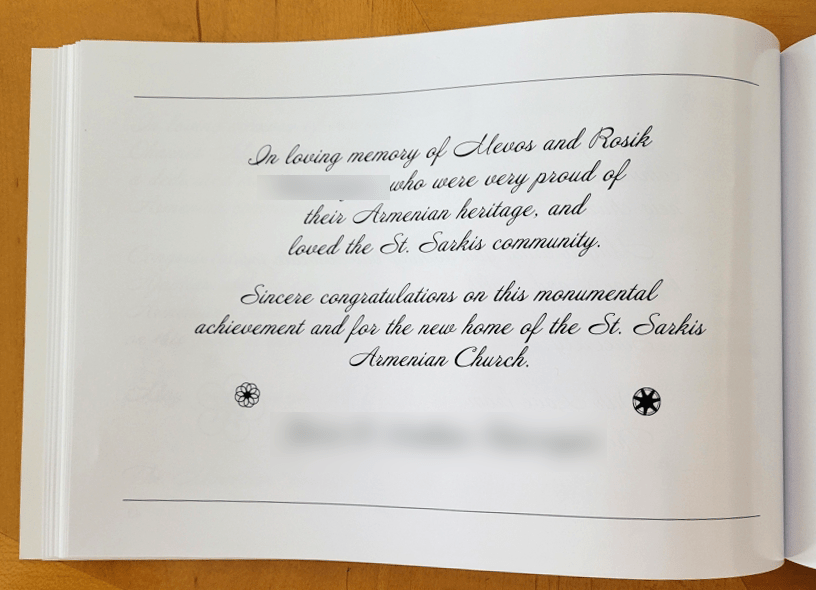 In loving memory of Mevos and Rosik
who were very proud of
their Armenian heritage, and
loved the St. Sarkis community.
Sincere congratulations on this monumental
achievement and for the new home of the St. Sarkis
Armenian Church.